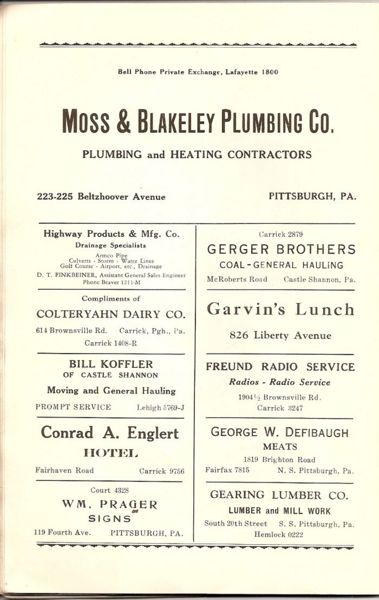 Bell Phone Private Exchange, Lafayette 1800
MOSS & BLAKELEY PLUMBING CO.
PLUMBING and HEATING CONTRACTORS
223-225 Beltzhoover Avenue PITTSBURGH, PA.
Highway Products & Mfg. Co.
Drainage Specialists
Armco Pipe
Culverts - Storm - Water Lines
Golf Course - Airport, etc., Drainage
D. T. PINKBEINER, Assistant General Sales Engineer
Phone Beaver 1211-M
Compliments of
COLTERYAHN DAIRY CO.
614 Brownsville Rd. Carrick, Pgh., Pa.
Carrick 1408-R
BILL KOFFLER
OF CASTLE SHANNON
Moving and General Hauling
PROMPT SERVICE Lehigh 5769-J
Conrad A. Englert
HOTEL
Fairhaven Road Carrick 9756
Court 4328
WM. PRAGER
SIGNS
119 Fourth Ave. PITTSBURGH, PA.
Carrick 2879
GERGER BROTHERS
COAL - GENERAL HAULING
McRoberts Road Castle Shannon, Pa.
Garvin's Lunch
826 Liberty Avenue
FREUND RADIO SERVICE
Radios - Radio Service
1904½ Brownsville Rd.
Carrick 3247
GEORGE W. DEFIBAUGH
MEATS
1819 Brighton Road
Fairfax 7815 N. S. Pittsburgh, Pa.
GEARING LUMBER CO.
LUMBER and MILL WORK
South 20th Street S. S. Pittsburgh, Pa.
Hemlock 0222